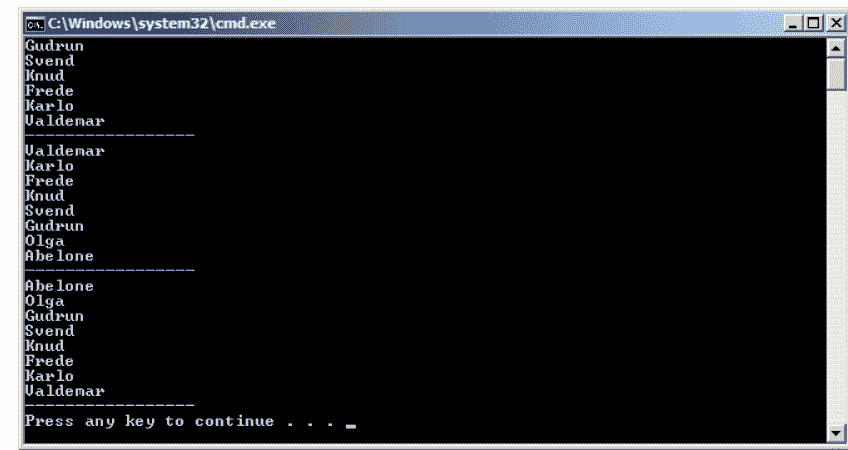 C:\Windows\system32\cmd.exe
Gudrun
Svend
Knud
Frede
Karlo
Valdemar
-----------------
Valdemar
Karlo
Frede
Knud
Svend
Gudrun
Olga
Abelone
-----------------
Abelone
Olga
Gudrun
Svend
Knud
Frede
Karlo
Valdemar
-----------------
Press any key to continue . . . _